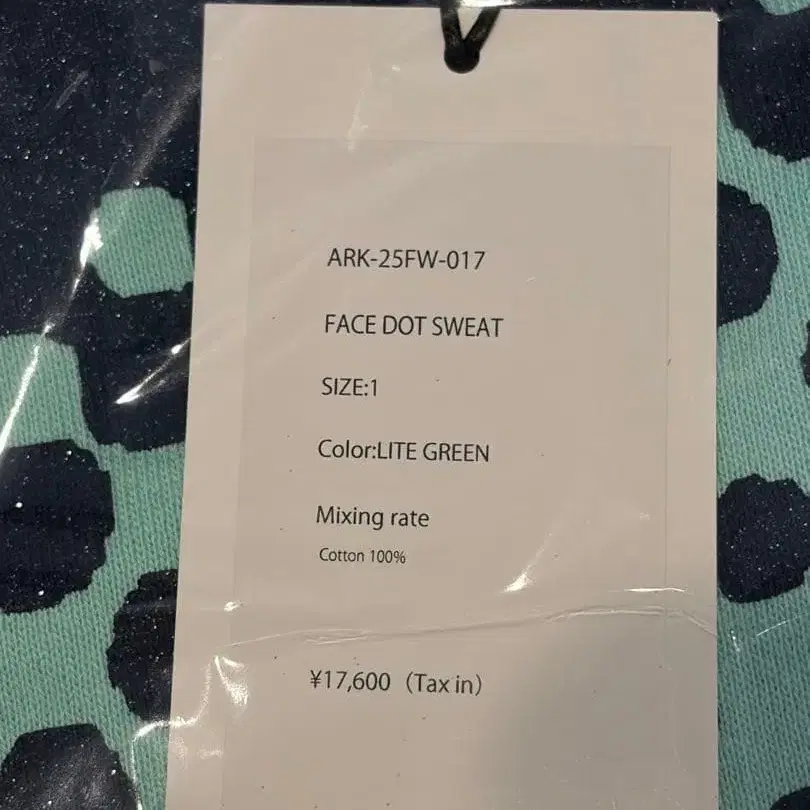 ARK-25FW-017
FACE DOT SWEAT
SIZE:1
Color:LITE GREEN
Mixing rate
Cotton 100%
¥17,600（Tax in）